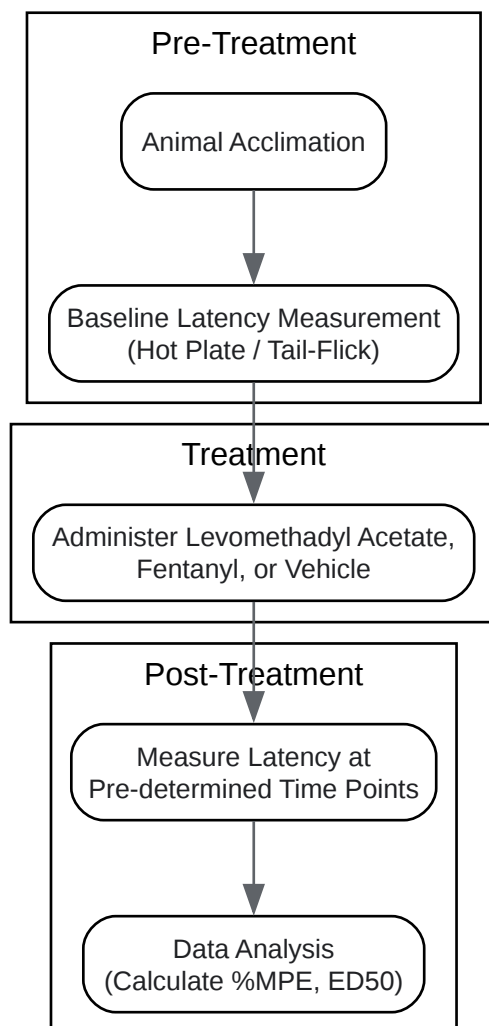 Pre-Treatment
Animal Acclimation
Baseline Latency Measurement
(Hot Plate / Tail-Flick)
Treatment
Administer Levomethadyl Acetate,
Fentanyl, or Vehicle
Post-Treatment
Measure Latency at
Pre-determined Time Points
Data Analysis
(Calculate %MPE, ED50)